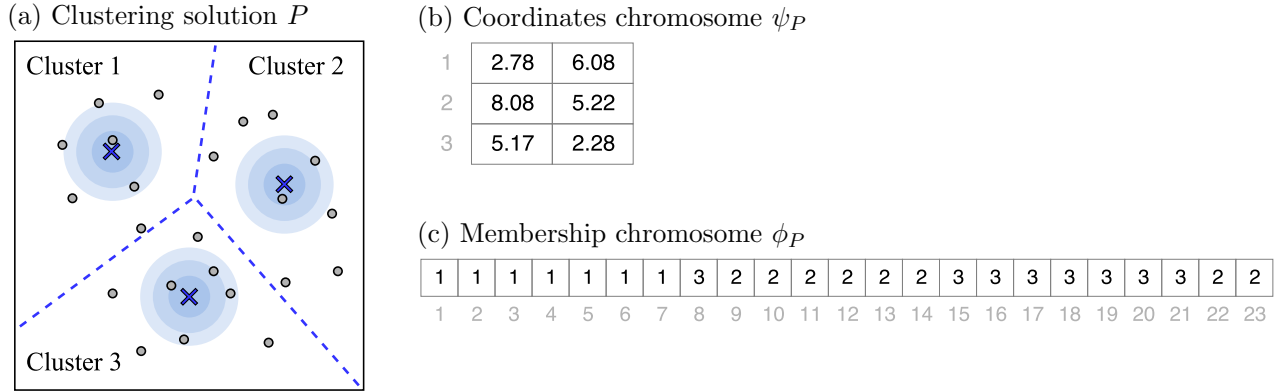 (a) Clustering solution P
Cluster 1
Cluster 2
Cluster 3
(b) Coordinates chromosome ψ_P
1 2.78 6.08
2 8.08 5.22
3 5.17 2.28
(c) Membership chromosome ϕ_P
1 1 1 1 1 1 1 3 2 2 2 2 2 2 3 3 3 3 3 3 3 2 2
1 2 3 4 5 6 7 8 9 10 11 12 13 14 15 16 17 18 19 20 21 22 23